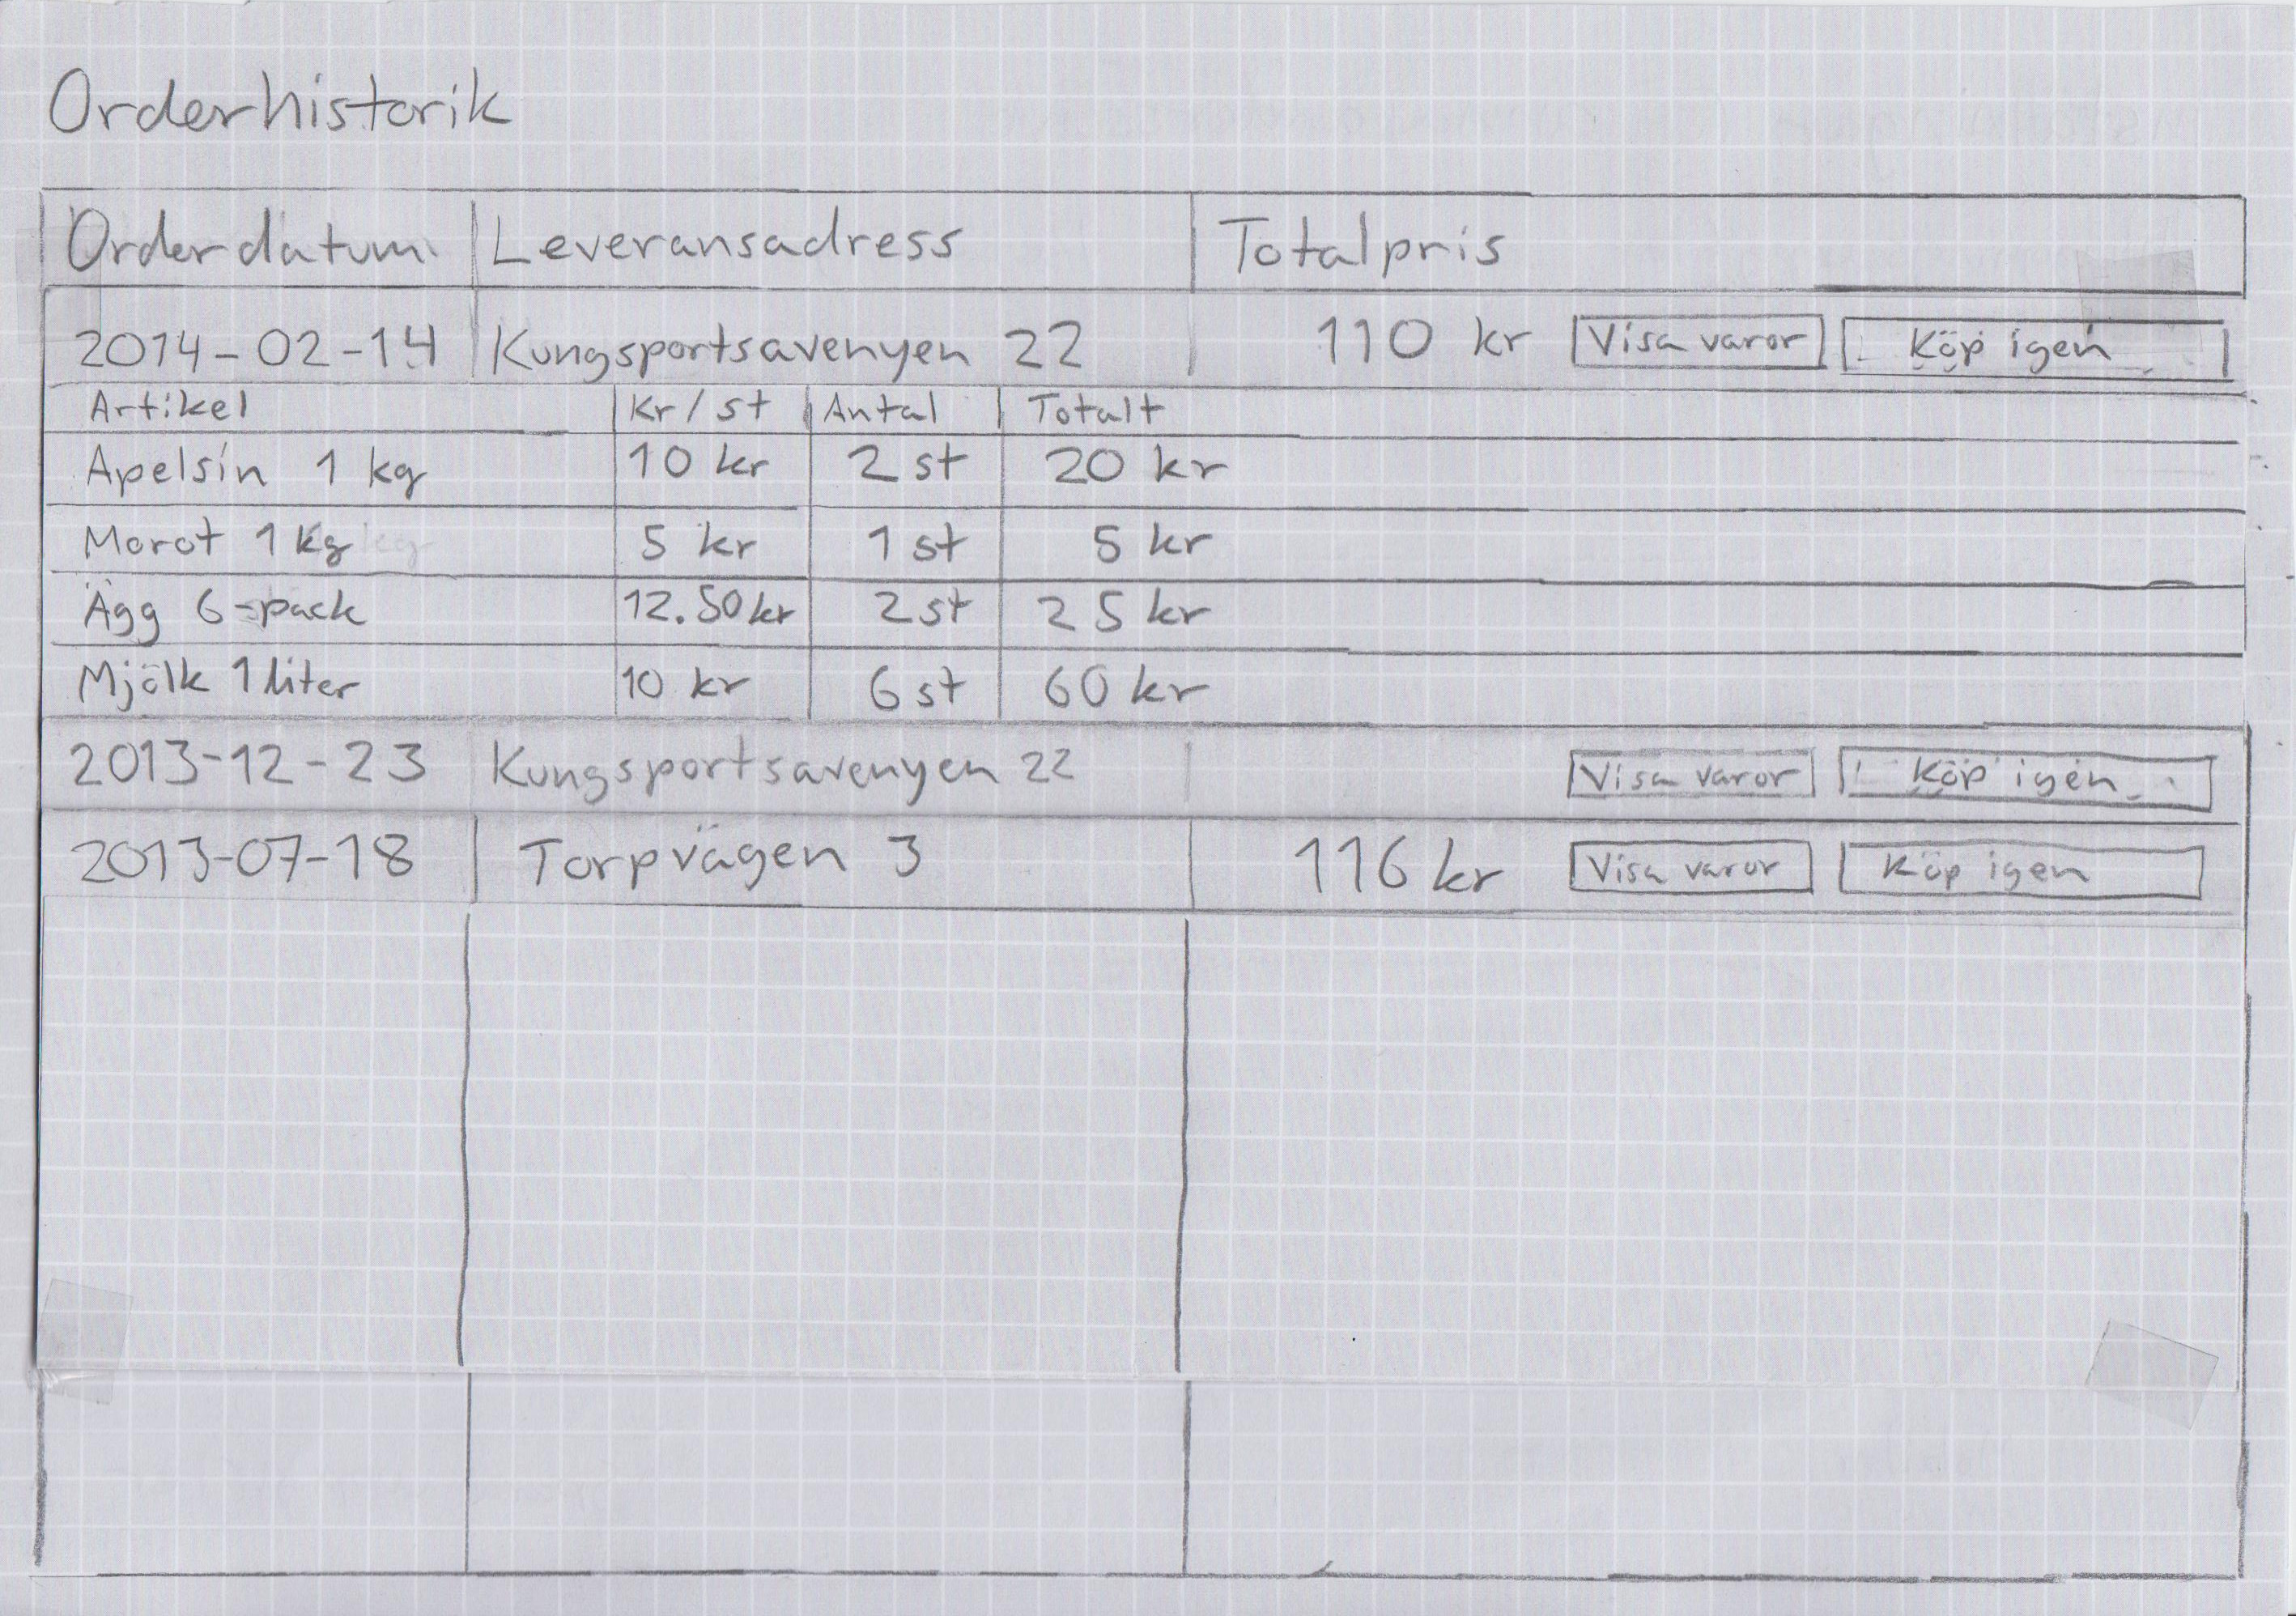 Orderhistorik
Orderdatum Leveransadress Totalpris
2014-02-14 Kungsportsavenyen 22 110 kr Visa varor Köp igen
Artikel Kr/st Antal Totalt
Apelsin 1 kg 10 kr 2 st 20 kr
Morot 1 kg 5 kr 1 st 5 kr
Ägg 6-pack 12.50 kr 2 st 25 kr
Mjölk 1 liter 10 kr 6 st 60 kr
2013-12-23 Kungsportsavenyen 22 Visa varor Köp igen
2013-07-18 Torpvägen 3 116 kr Visa varor Köp igen